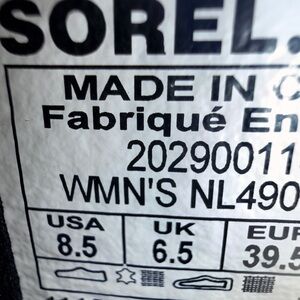 SOREL.
MADE IN C
Fabriqué En
20290011
WMN'S NL490
USA UK EUR
8.5 6.5 39.5